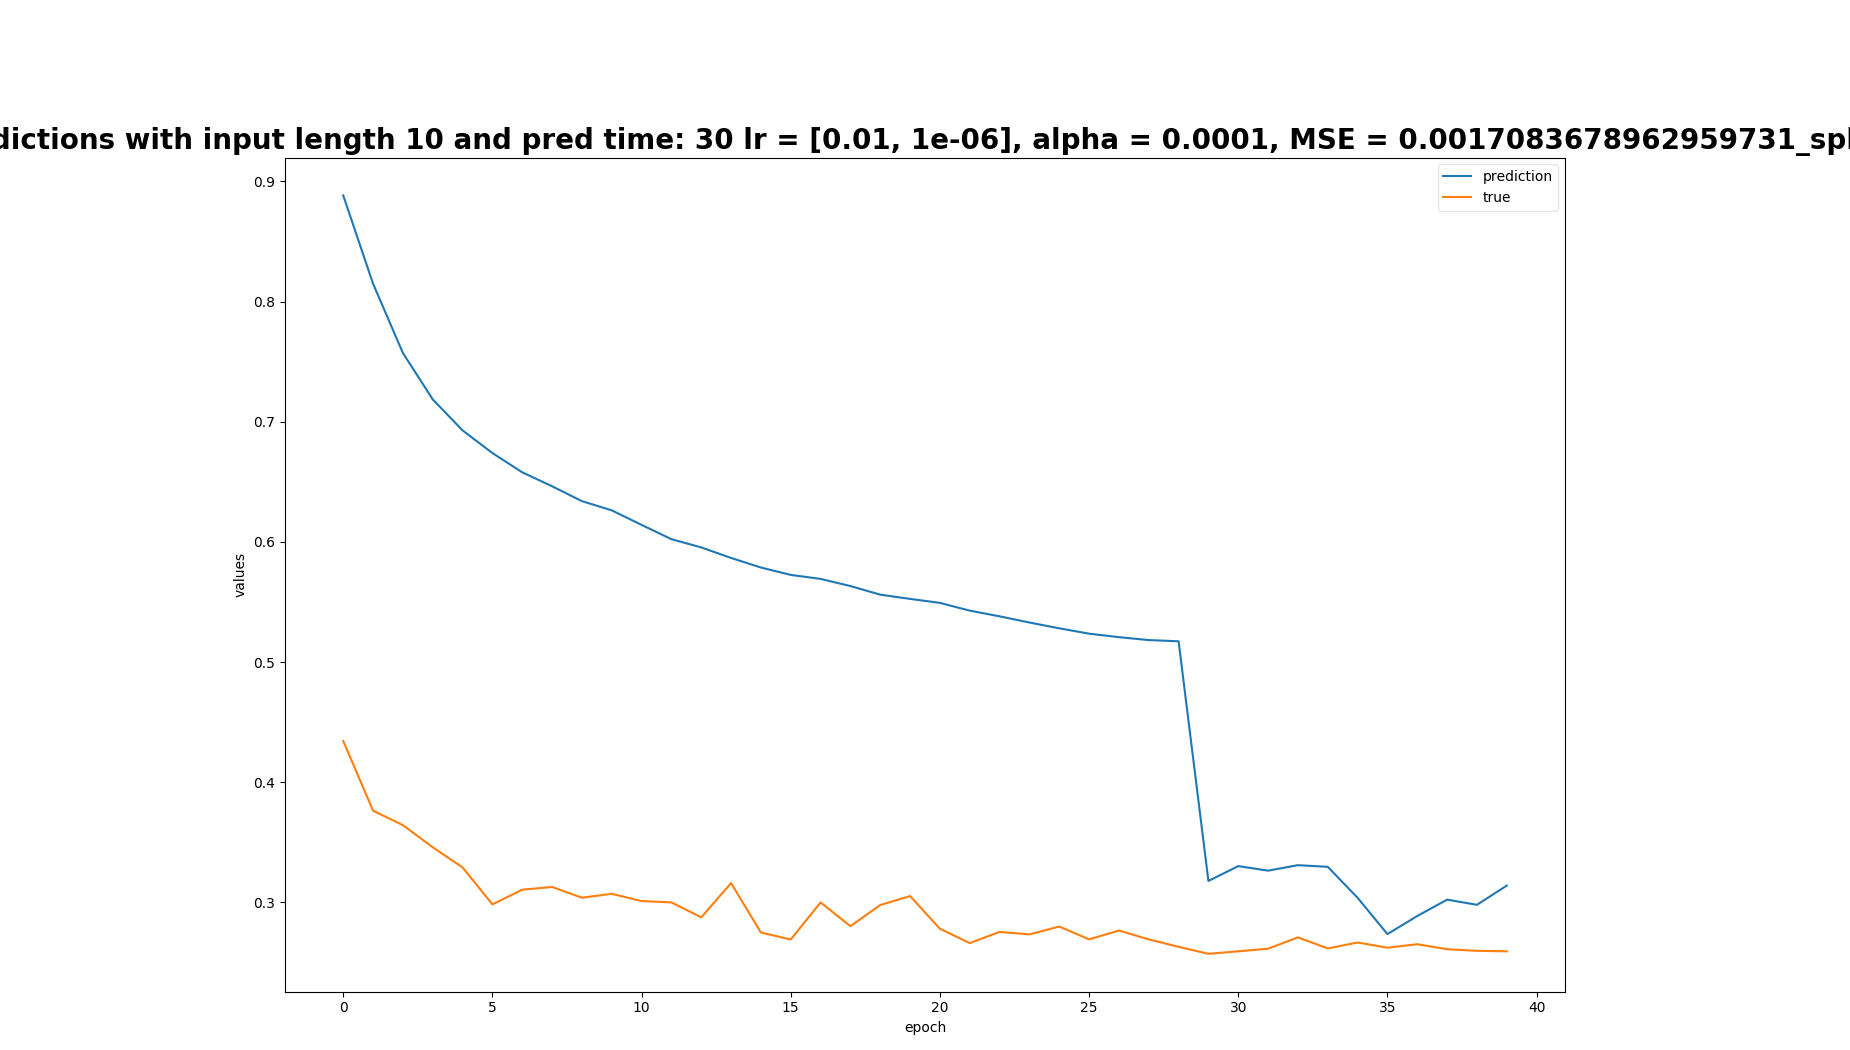 dictions with input length 10 and pred time: 30 lr = [0.01, 1e-06], alpha = 0.0001, MSE = 0.0017083678962959731_spl
prediction
true
0.9
0.8
0.7
0.6
0.5
0.4
0.3
values
0 5 10 15 20 25 30 35 40
epoch